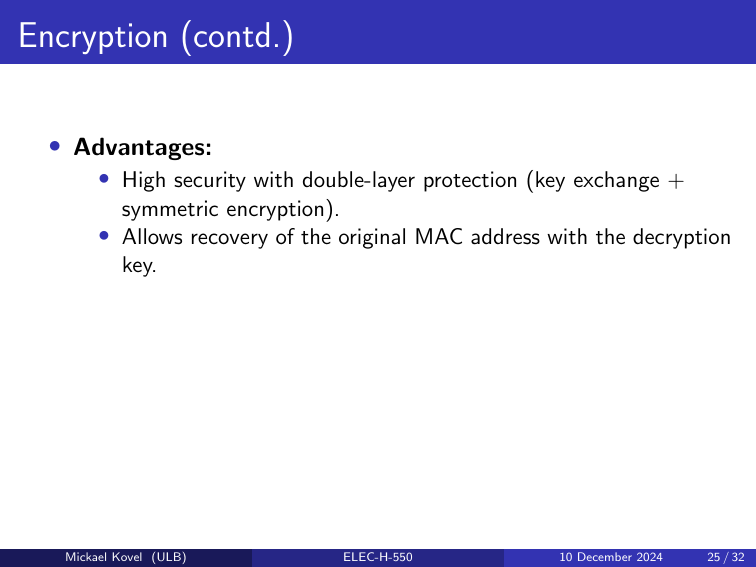 Encryption (contd.)
• Advantages:
• High security with double-layer protection (key exchange +
symmetric encryption).
• Allows recovery of the original MAC address with the decryption
key.
Mickael Kovel (ULB) ELEC-H-550 10 December 2024 25 / 32